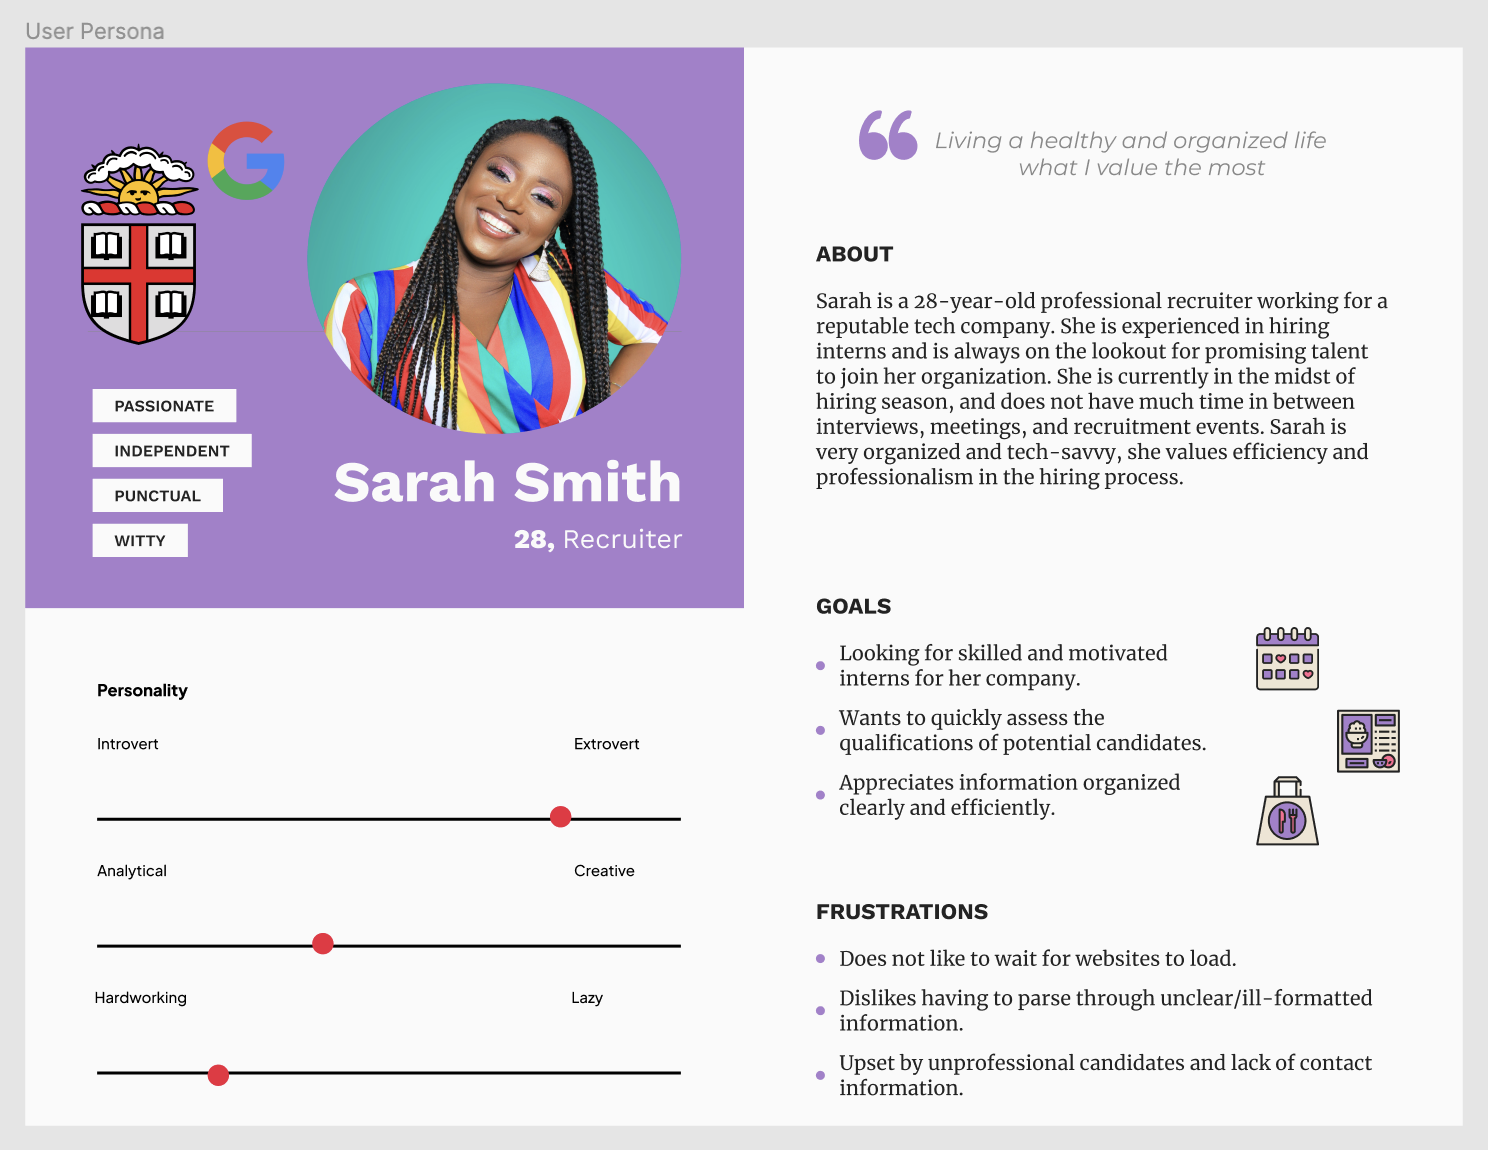 User Persona
PASSIONATE
INDEPENDENT
PUNCTUAL
WITTY
Sarah Smith
28, Recruiter
Personality
Introvert Extrovert
Analytical Creative
Hardworking Lazy
“ Living a healthy and organized life
what I value the most
ABOUT
Sarah is a 28-year-old professional recruiter working for a
reputable tech company. She is experienced in hiring
interns and is always on the lookout for promising talent
to join her organization. She is currently in the midst of
hiring season, and does not have much time in between
interviews, meetings, and recruitment events. Sarah is
very organized and tech-savvy, she values efficiency and
professionalism in the hiring process.
GOALS
Looking for skilled and motivated
interns for her company.
Wants to quickly assess the
qualifications of potential candidates.
Appreciates information organized
clearly and efficiently.
FRUSTRATIONS
Does not like to wait for websites to load.
Dislikes having to parse through unclear/ill-formatted
information.
Upset by unprofessional candidates and lack of contact
information.